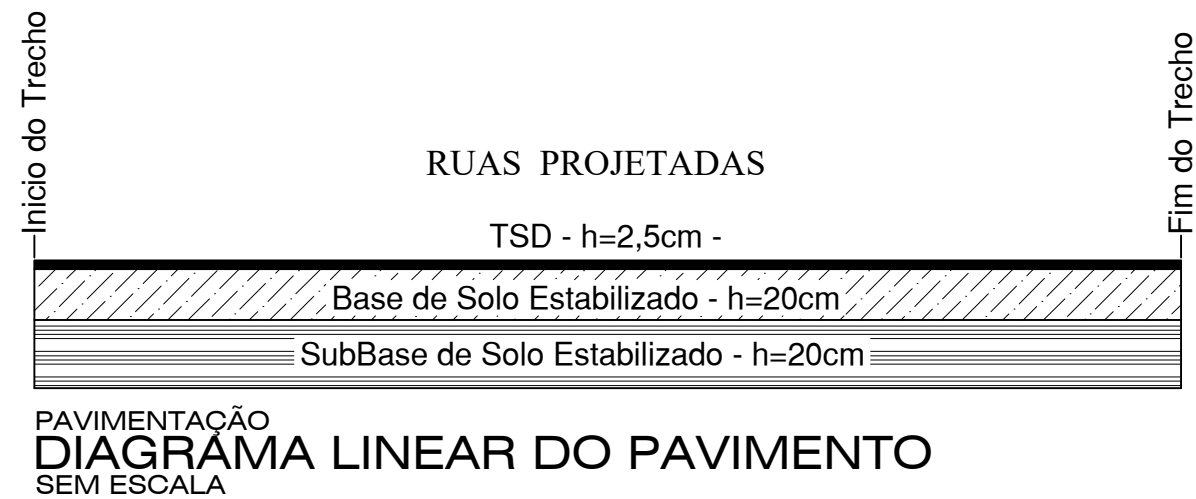 Inicio do Trecho
Fim do Trecho
RUAS PROJETADAS
TSD - h=2,5cm -
Base de Solo Estabilizado - h=20cm
SubBase de Solo Estabilizado - h=20cm
PAVIMENTAÇÃO
DIAGRAMA LINEAR DO PAVIMENTO
SEM ESCALA